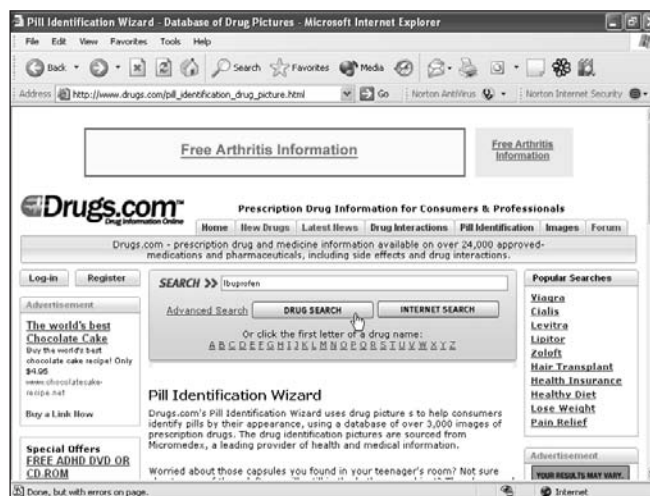 Pill Identification Wizard - Database of Drug Pictures - Microsoft Internet Explorer
File Edit View Favorites Tools Help
Back Search Favorites Media
Address http://www.drugs.com/pill_identification_drug_picture.html Go Norton AntiVirus Norton Internet Security
Free Arthritis Information
Free Arthritis
Information
Drugs.com™
Drug Information Online
Prescription Drug Information for Consumers & Professionals
Home New Drugs Latest News Drug Interactions Pill Identification Images Forum
Drugs.com - prescription drug and medicine information available on over 24,000 approved-
medications and pharmaceuticals, including side effects and drug interactions.
Log-in Register
Advertisement
The world's best
Chocolate Cake
Buy the world's best
chocolate cake recipe! Only
$4.95
www.chocolatecake-
recipe.net
Buy a Link Now
Special Offers
FREE ADHD DVD OR
CD.ROM
SEARCH >> Ibuprofen
Advanced Search DRUG SEARCH INTERNET SEARCH
Or click the first letter of a drug name:
A B C D E F G H I J K L M N O P Q R S T U V W X Y Z
Pill Identification Wizard
Drugs.com's Pill Identification Wizard uses drug picture s to help consumers
identify pills by their appearance, using a database of over 3,000 images of
prescription drugs. The drug identification pictures are sourced from
Micromedex, a leading provider of health and medical information.
Worried about those capsules you found in your teenager's room? Not sure
Popular Searches
Viagra
Cialis
Levitra
Lipitor
Zoloft
Hair Transplant
Health Insurance
Healthy Diet
Lose Weight
Pain Relief
Advertisement
YOUR RESULTS MAY VARY.
Done, but with errors on page. Internet